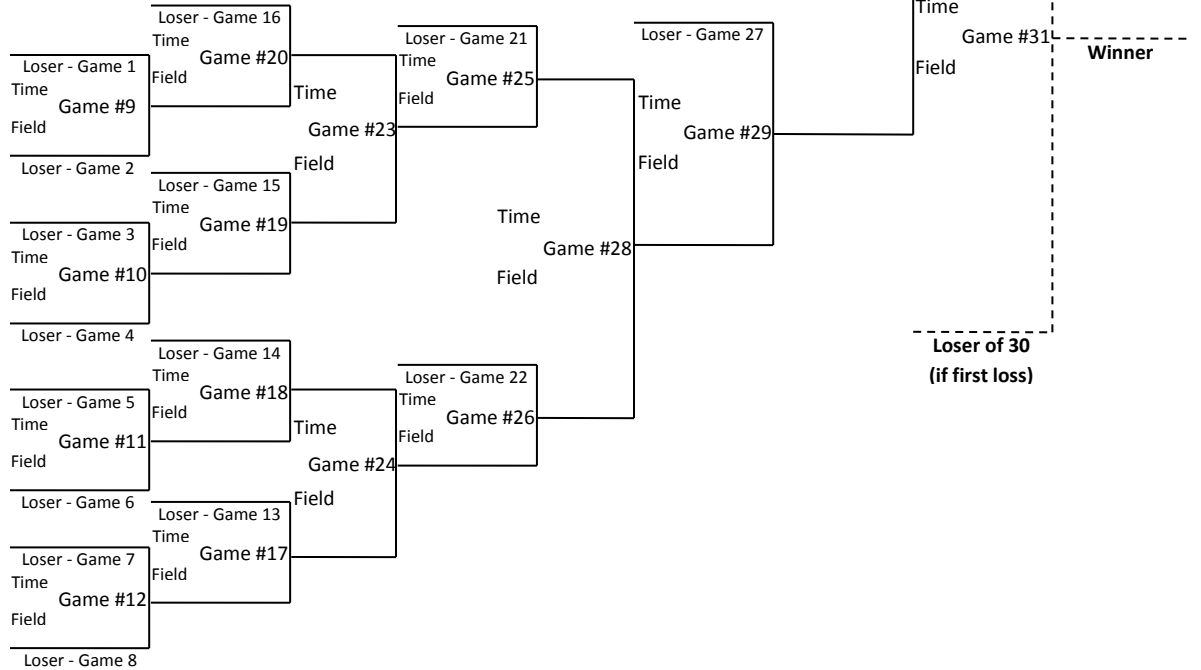 Loser - Game 16
Time
Game #20
Field
Loser - Game 1
Time
Game #9
Field
Loser - Game 2
Loser - Game 15
Time
Game #19
Field
Loser - Game 3
Time
Game #10
Field
Loser - Game 4
Loser - Game 14
Time
Game #18
Field
Loser - Game 5
Time
Game #11
Field
Loser - Game 6
Loser - Game 13
Time
Game #17
Field
Loser - Game 7
Time
Game #12
Field
Loser - Game 8
Time
Game #23
Field
Time
Game #24
Field
Loser - Game 21
Time
Game #25
Field
Loser - Game 22
Time
Game #26
Field
Time
Game #28
Field
Loser - Game 27
Time
Game #29
Field
Time
Game #31
Field
Winner
Loser of 30
(if first loss)